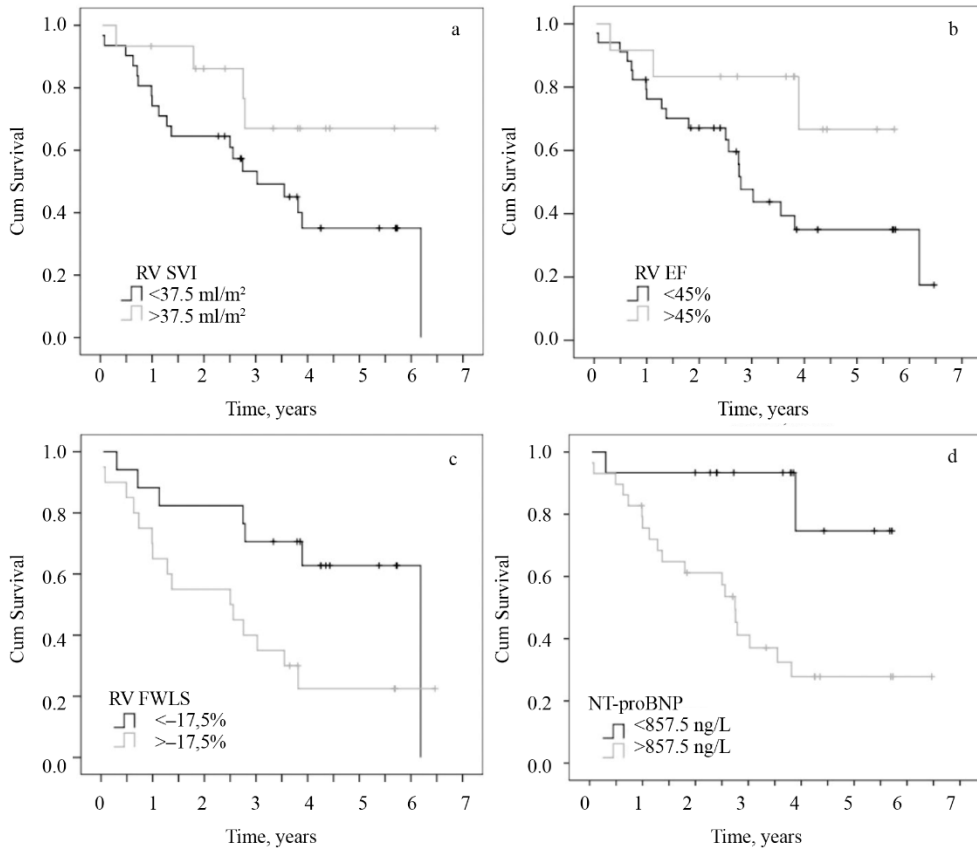 a
1.0
0.8
0.6
0.4
0.2
0.0
Cum Survival
RV SVI
<37.5 ml/m²
>37.5 ml/m²
0 1 2 3 4 5 6 7
Time, years
b
1.0
0.8
0.6
0.4
0.2
0.0
Cum Survival
RV EF
<45%
>45%
0 1 2 3 4 5 6 7
Time, years
c
1.0
0.8
0.6
0.4
0.2
0.0
Cum Survival
RV FWLS
<–17,5%
>–17,5%
0 1 2 3 4 5 6 7
Time, years
d
1.0
0.8
0.6
0.4
0.2
0.0
Cum Survival
NT-proBNP
<857.5 ng/L
>857.5 ng/L
0 1 2 3 4 5 6 7
Time, years